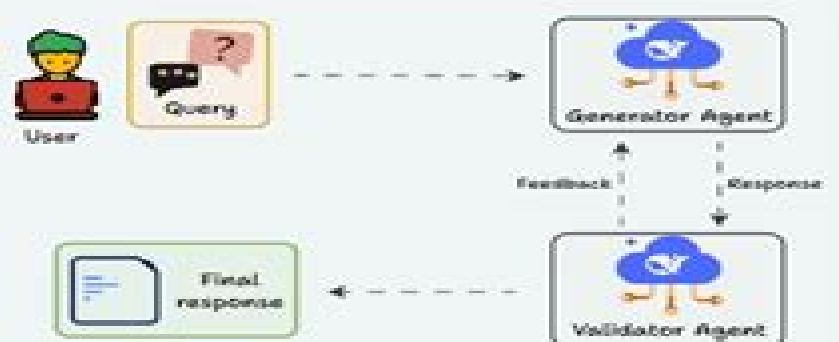 ?
Query
User
Generator Agent
Feedback
Response
Final
response
Validator Agent